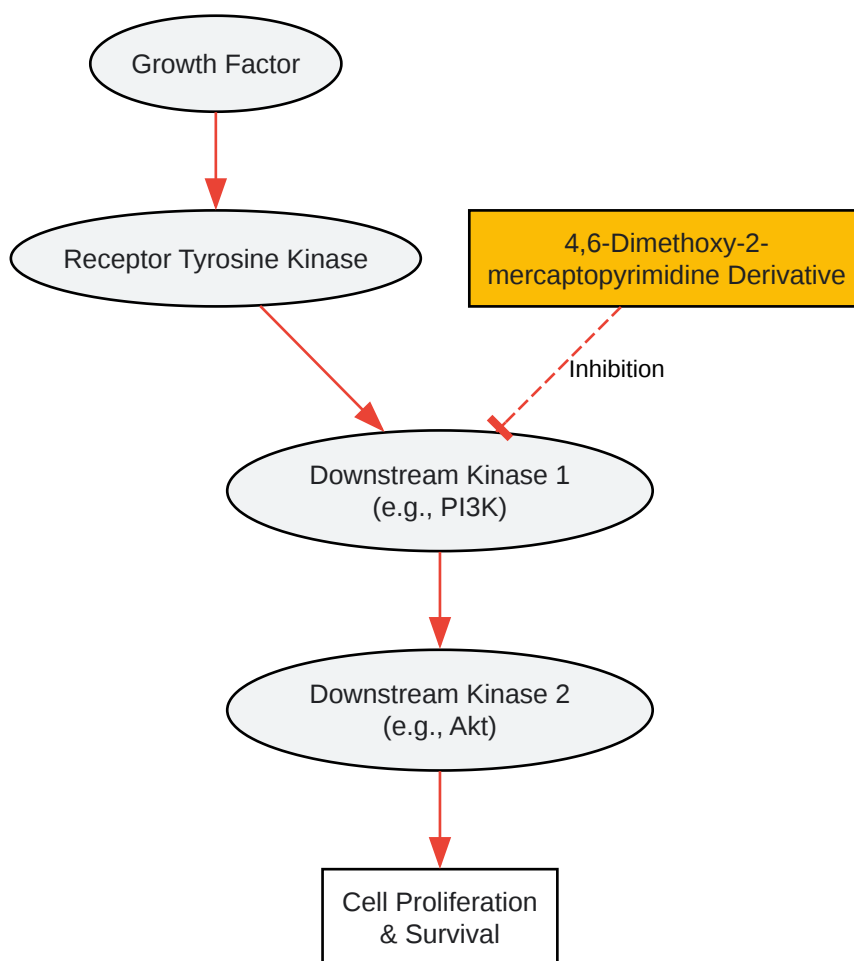 Growth Factor
Receptor Tyrosine Kinase
4,6-Dimethoxy-2-
mercaptopyrimidine Derivative
Inhibition
Downstream Kinase 1
(e.g., PI3K)
Downstream Kinase 2
(e.g., Akt)
Cell Proliferation
& Survival